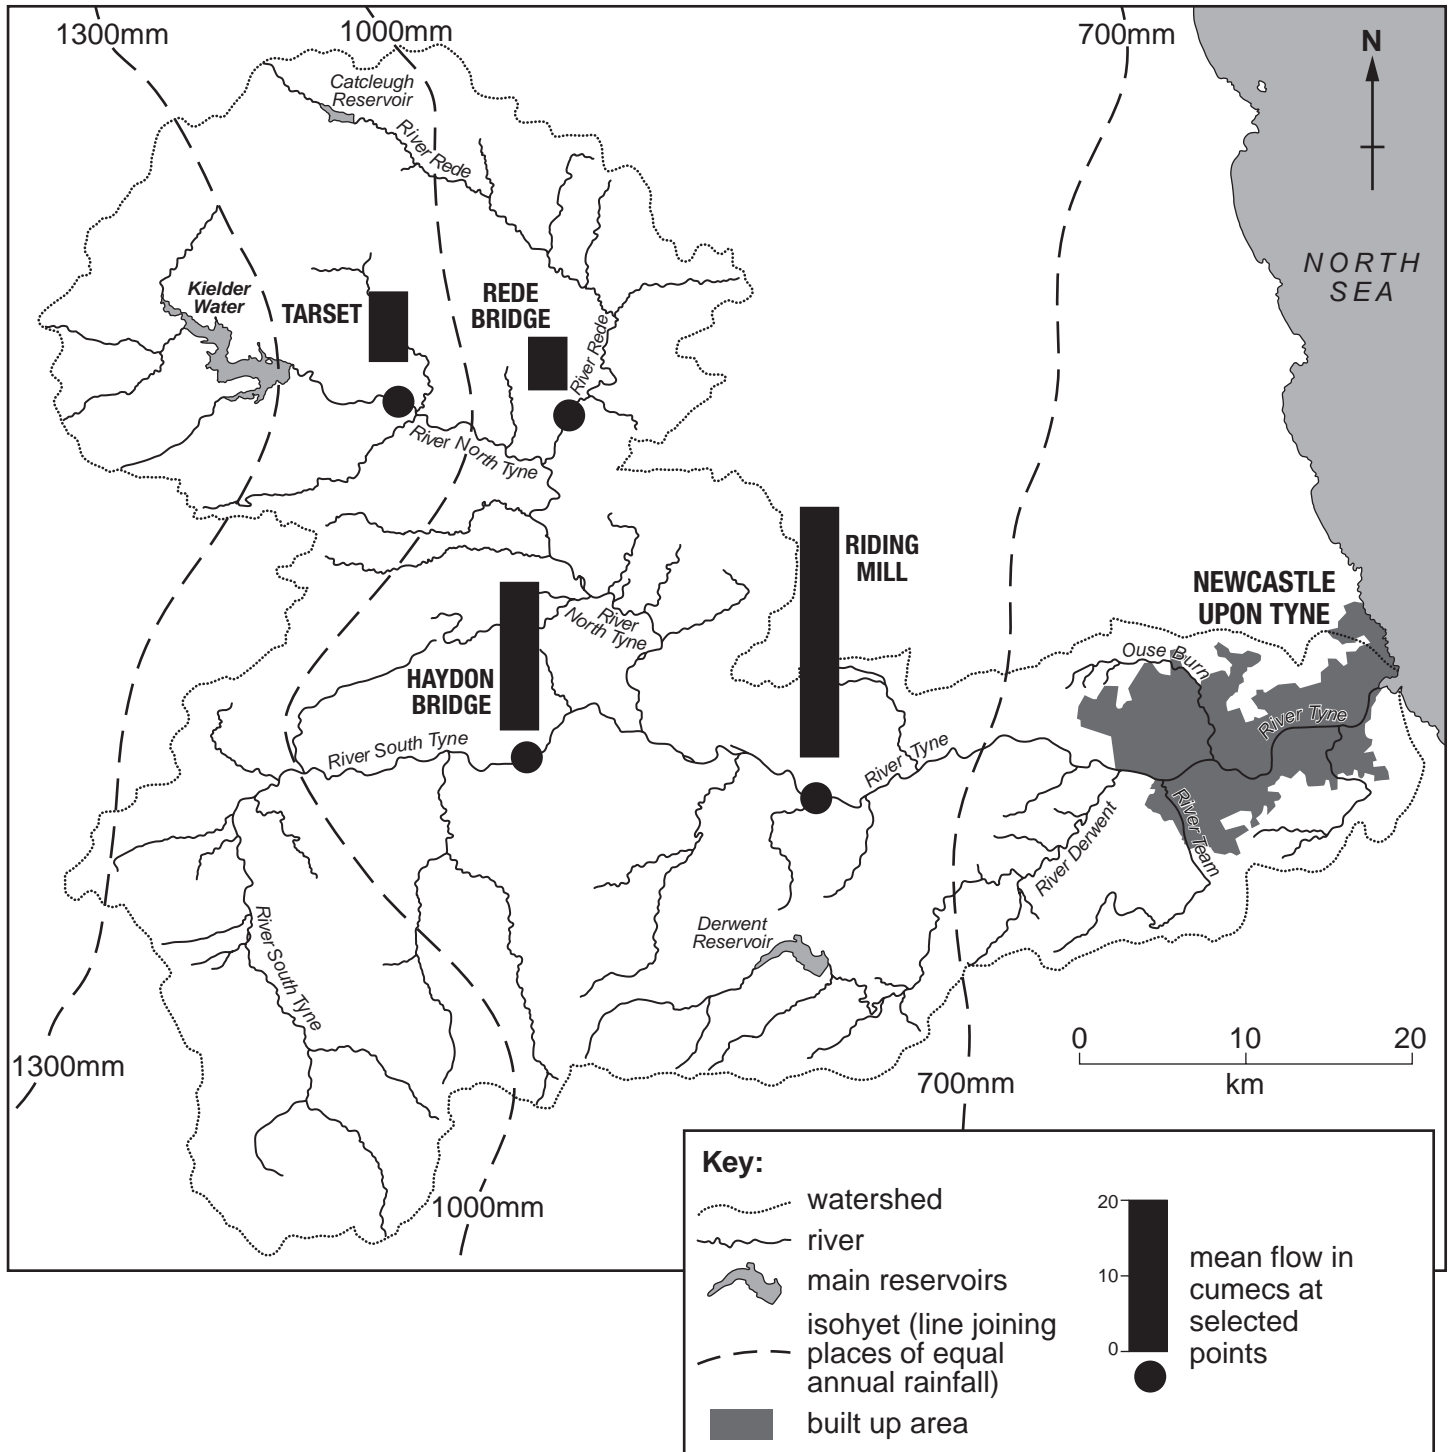 1300mm
1000mm
700mm
N
Catcleugh
Reservoir
River Rede
NORTH
SEA
Kielder
Water
TARSET
REDE
BRIDGE
River Rede
River North Tyne
RIDING
MILL
NEWCASTLE
UPON TYNE
River
North Tyne
Ouse Burn
HAYDON
BRIDGE
River Tyne
River South Tyne
River Tyne
River Team
River Derwent
River South Tyne
Derwent
Reservoir
0 10 20
km
1300mm
700mm
1000mm
Key:
watershed
river
main reservoirs
isohyet (line joining
places of equal
annual rainfall)
built up area
20
10
0
mean flow in
cumecs at
selected
points